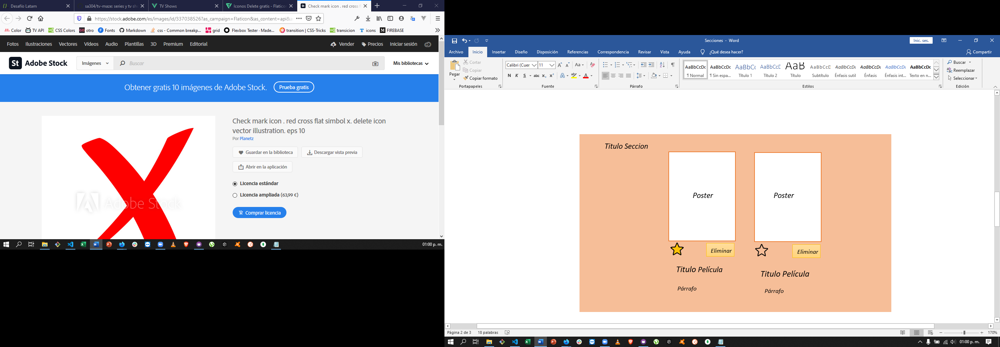 Desafío Latam
sa304/tv-maze: series y tv sho
TV Shows
Iconos Delete gratis - Flaticon
Check mark icon . red cross f
https://stock.adobe.com/es/images/id/337038526?as_campaign=Flaticon&as_content=api&a
Color
TV API
CSS Colors
otro
Fonts
Markdown
css - Common breakp...
grid
Flexbox Tester · Made...
transition | CSS-Tricks
transicion
icons
FIREBASE
Fotos
Ilustraciones
Vectores
Vídeos
Audio
Plantillas
3D
Premium
Editorial
Vender
Precios
Iniciar sesión
St Adobe Stock
Imágenes
Buscar
Mis bibliotecas
Obtener gratis 10 imágenes de Adobe Stock.
Prueba gratis
Check mark icon . red cross flat simbol x. delete icon
vector illustration. eps 10
Por Planetz
Guardar en la biblioteca
Descargar vista previa
Abrir en la aplicación
Licencia estándar
Licencia ampliada (63,99 €)
Comprar licencia
Adobe Stock
01:00 p. m.
Secciones - Word
Inic. ses.
Archivo
Inicio
Insertar
Diseño
Disposición
Referencias
Correspondencia
Revisar
Vista
Ayuda
¿Qué desea hacer?
Compartir
Pegar
Cortar
Copiar
Copiar formato
Portapapeles
Calibri (Cuer
11
N K S abc x₂ x²
Fuente
Párrafo
AaBbCcDc
¶ Normal
AaBbCcDc
¶ Sin espa...
AaBbCc
Título 1
AaBbCcD
Título 2
AaB
Título
AaBbCcD
Subtítulo
AaBbCcDc
Énfasis sutil
AaBbCcDc
Énfasis
AaBbCcDc
Énfasis int...
AaBbCcDc
Texto en n...
Estilos
Buscar
Reemplazar
Seleccionar
Edición
Titulo Seccion
Poster
Poster
Eliminar
Eliminar
Titulo Película
Titulo Película
Párrafo
Párrafo
Página 2 de 3
18 palabras
170%
01:00 p. m.